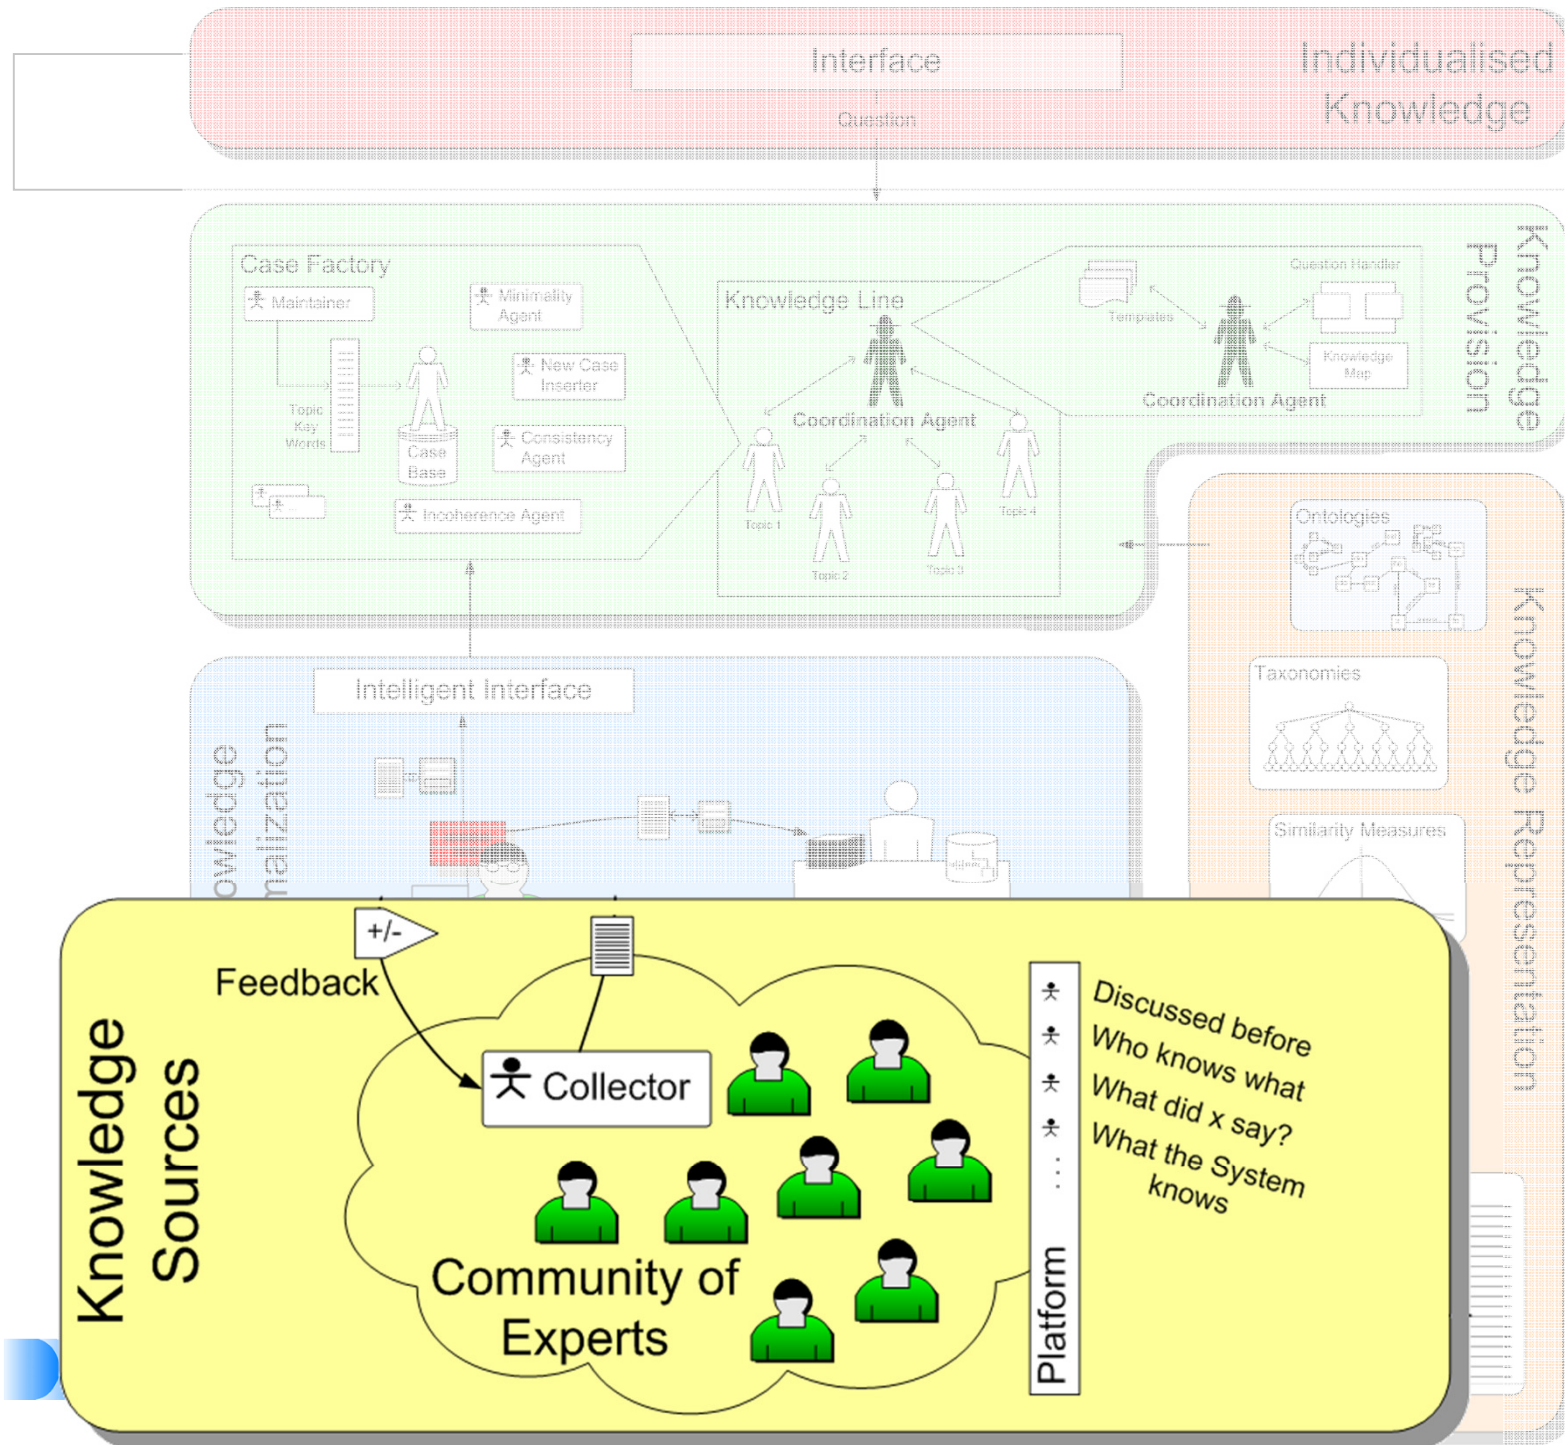 Interface
Individualised
Knowledge
Question
Case Factory
Maintainer
Minimality
Agent
New Case
Inserter
Topic
Key
Words
Case
Base
Consistency
Agent
Incoherence Agent
Knowledge Line
Coordination Agent
Topic 1
Topic 2
Topic 3
Topic 4
Templates
Question Handler
Knowledge
Map
Coordination Agent
Knowledge
Provision
Ontologies
Taxonomies
Similarity Measures
Knowledge Representation
Intelligent Interface
owledge
malization
+/-
Feedback
Collector
Knowledge
Sources
Community of
Experts
Platform
Discussed before
Who knows what
What did x say?
What the System
knows
...